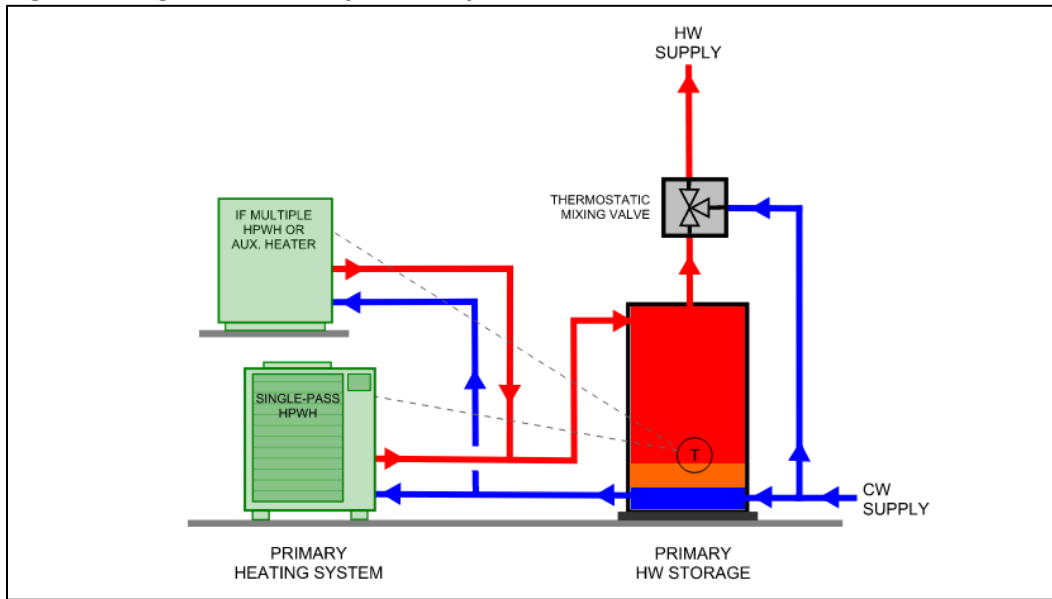 HW
SUPPLY
THERMOSTATIC
MIXING VALVE
IF MULTIPLE
HPWH OR
AUX. HEATER
SINGLE-PASS
HPWH
T
CW
SUPPLY
PRIMARY
HEATING SYSTEM
PRIMARY
HW STORAGE